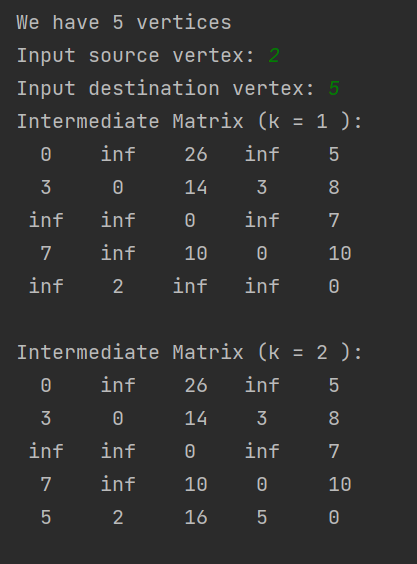 We have 5 vertices
Input source vertex: 2
Input destination vertex: 5
Intermediate Matrix (k = 1 ):
0 inf 26 inf 5
3 0 14 3 8
inf inf 0 inf 7
7 inf 10 0 10
inf 2 inf inf 0
Intermediate Matrix (k = 2 ):
0 inf 26 inf 5
3 0 14 3 8
inf inf 0 inf 7
7 inf 10 0 10
5 2 16 5 0